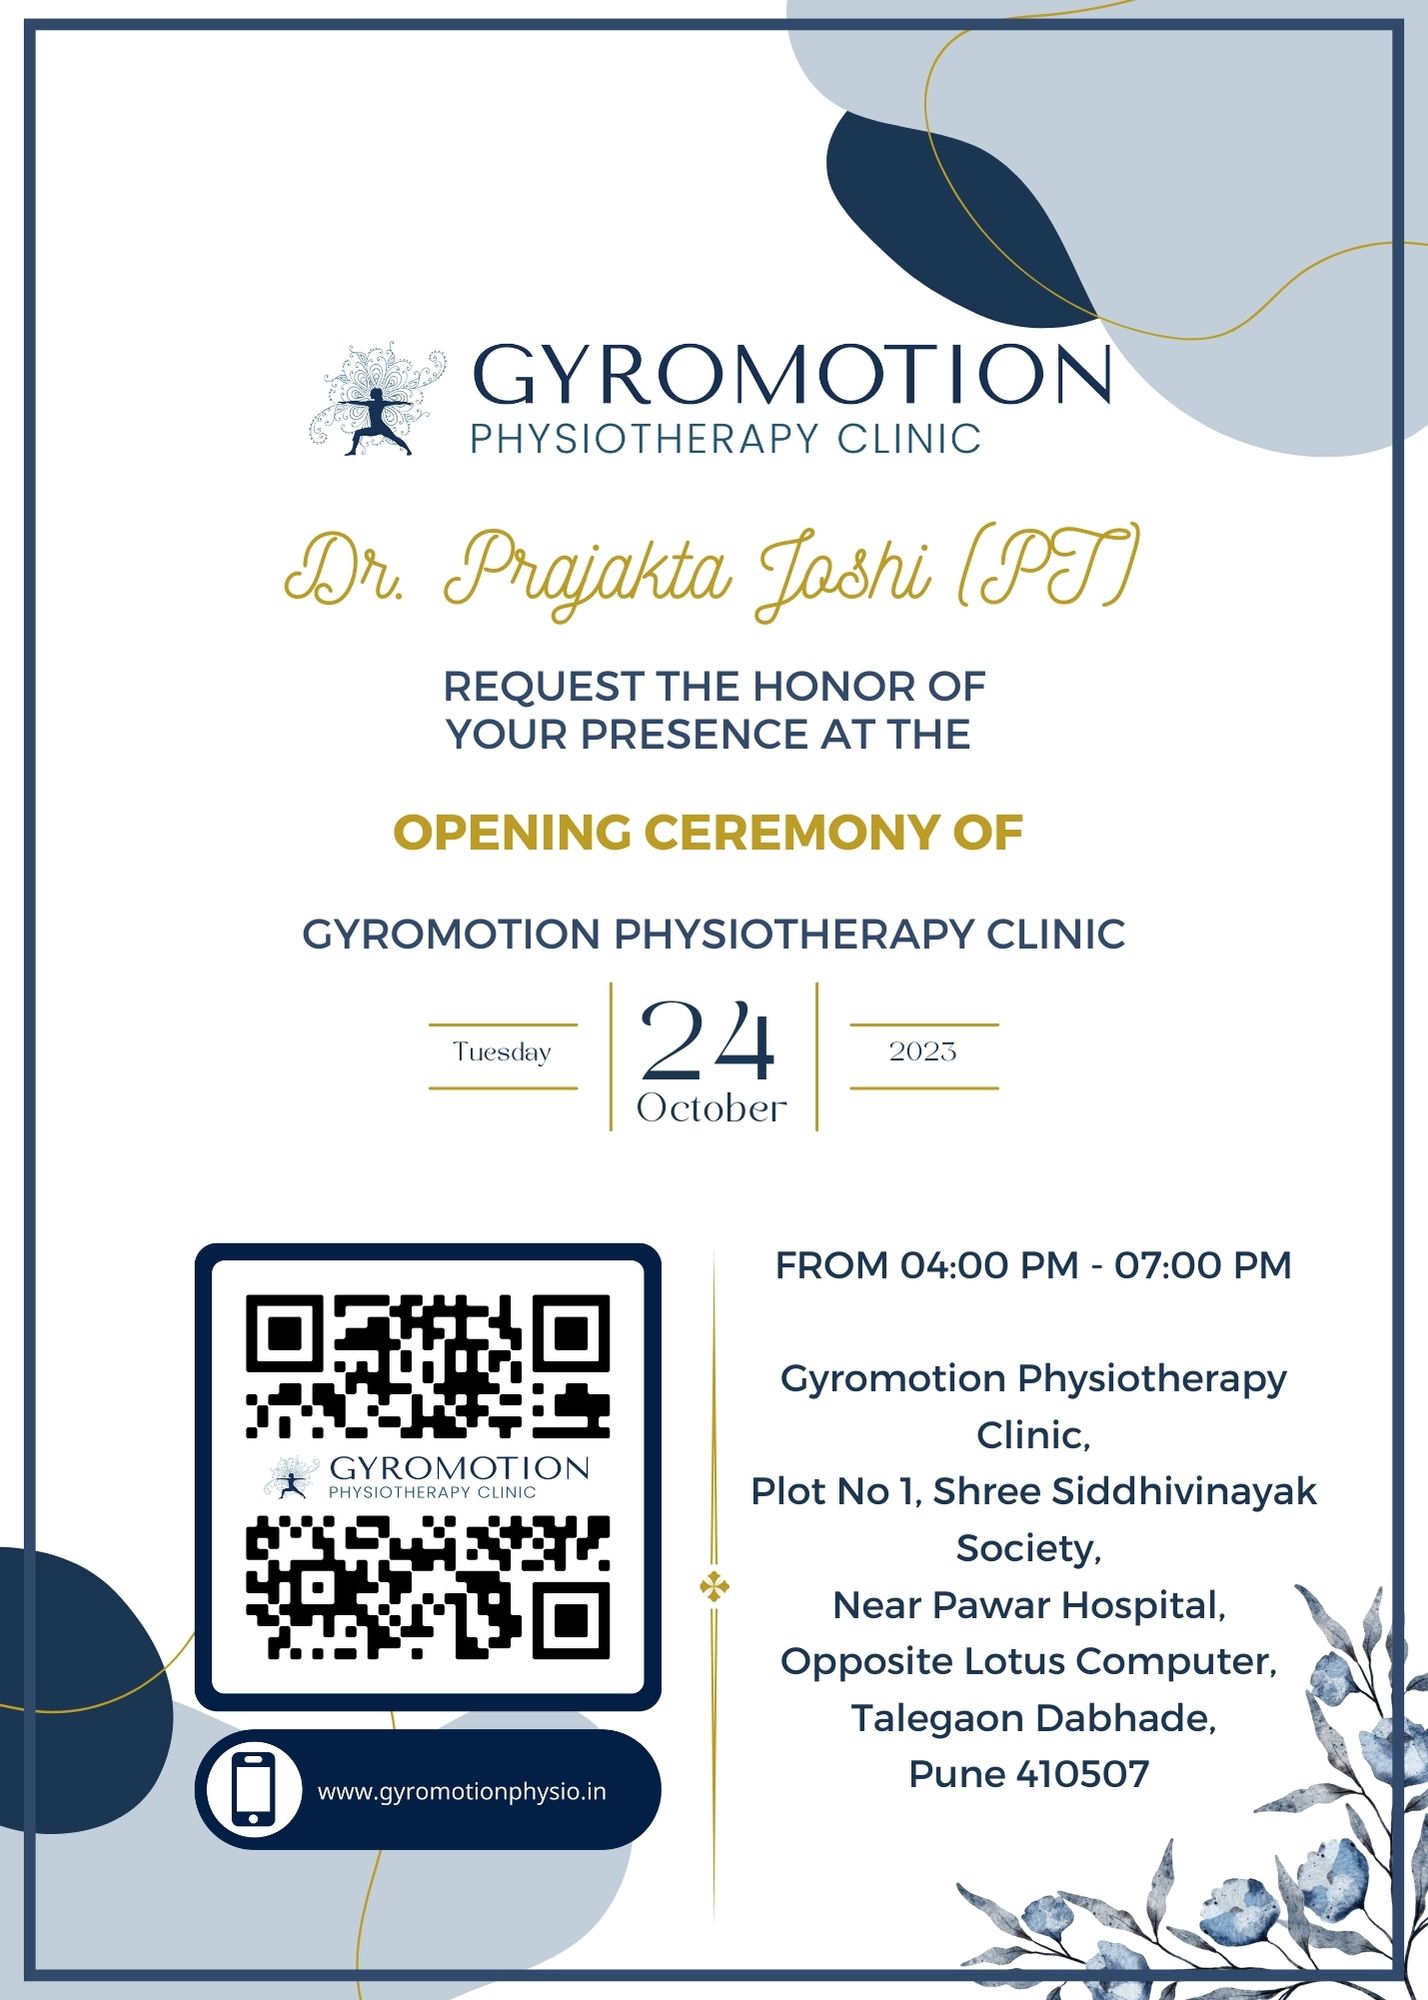 GYROMOTION
PHYSIOTHERAPY CLINIC
Dr. Prajakta Joshi (PT)
REQUEST THE HONOR OF
YOUR PRESENCE AT THE
OPENING CEREMONY OF
GYROMOTION PHYSIOTHERAPY CLINIC
Tuesday
24
October
2023
GYROMOTION
PHYSIOTHERAPY CLINIC
www.gyromotionphysio.in
FROM 04:00 PM - 07:00 PM
Gyromotion Physiotherapy
Clinic,
Plot No 1, Shree Siddhivinayak
Society,
Near Pawar Hospital,
Opposite Lotus Computer,
Talegaon Dabhade,
Pune 410507